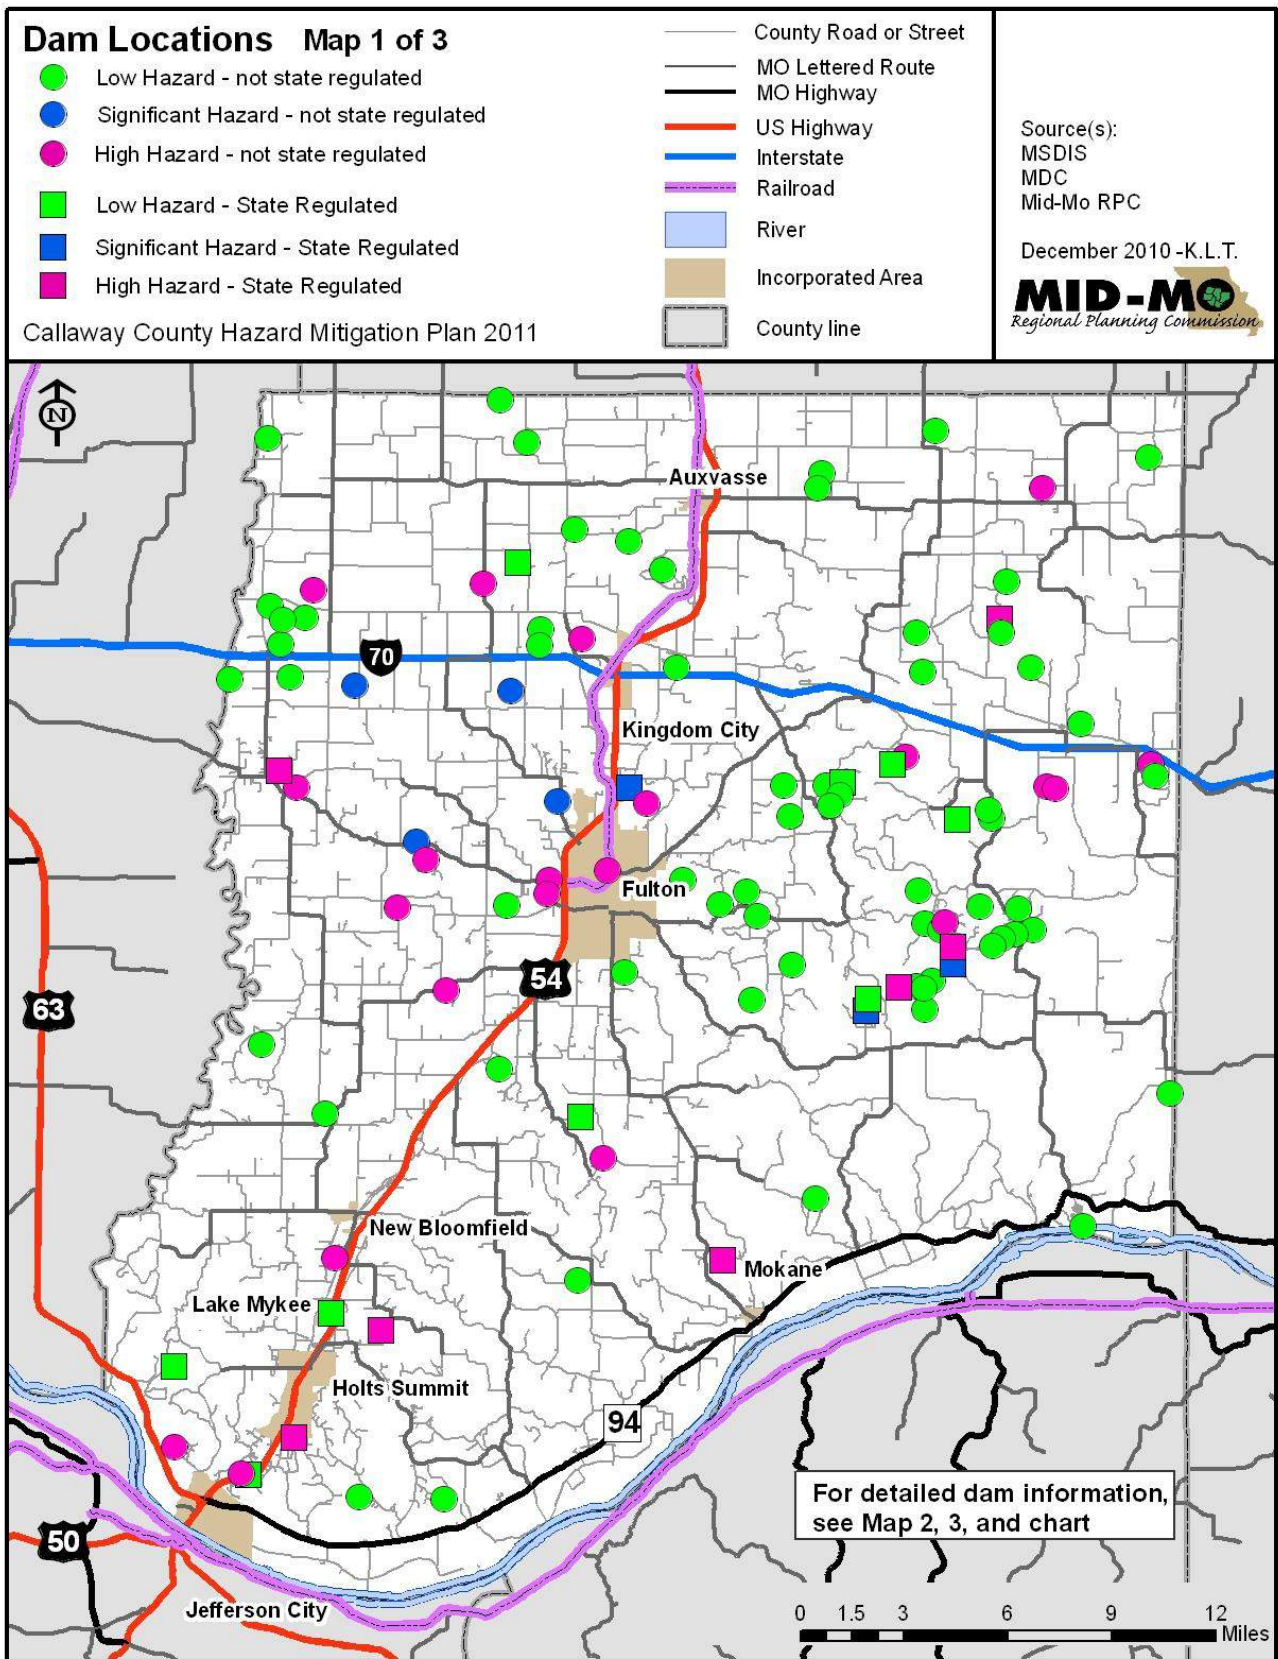 Dam Locations Map 1 of 3
Low Hazard - not state regulated
Significant Hazard - not state regulated
High Hazard - not state regulated
Low Hazard - State Regulated
Significant Hazard - State Regulated
High Hazard - State Regulated
Callaway County Hazard Mitigation Plan 2011
County Road or Street
MO Lettered Route
MO Highway
US Highway
Interstate
Railroad
River
Incorporated Area
County line
Source(s):
MSDIS
MDC
Mid-Mo RPC
December 2010 -K.L.T.
MID-MO
Regional Planning Commission
N
Auxvasse
70
Kingdom City
Fulton
54
63
New Bloomfield
Mokane
Lake Mykee
Holts Summit
94
For detailed dam information,
see Map 2, 3, and chart
50
Jefferson City
0 1.5 3 6 9 12
Miles